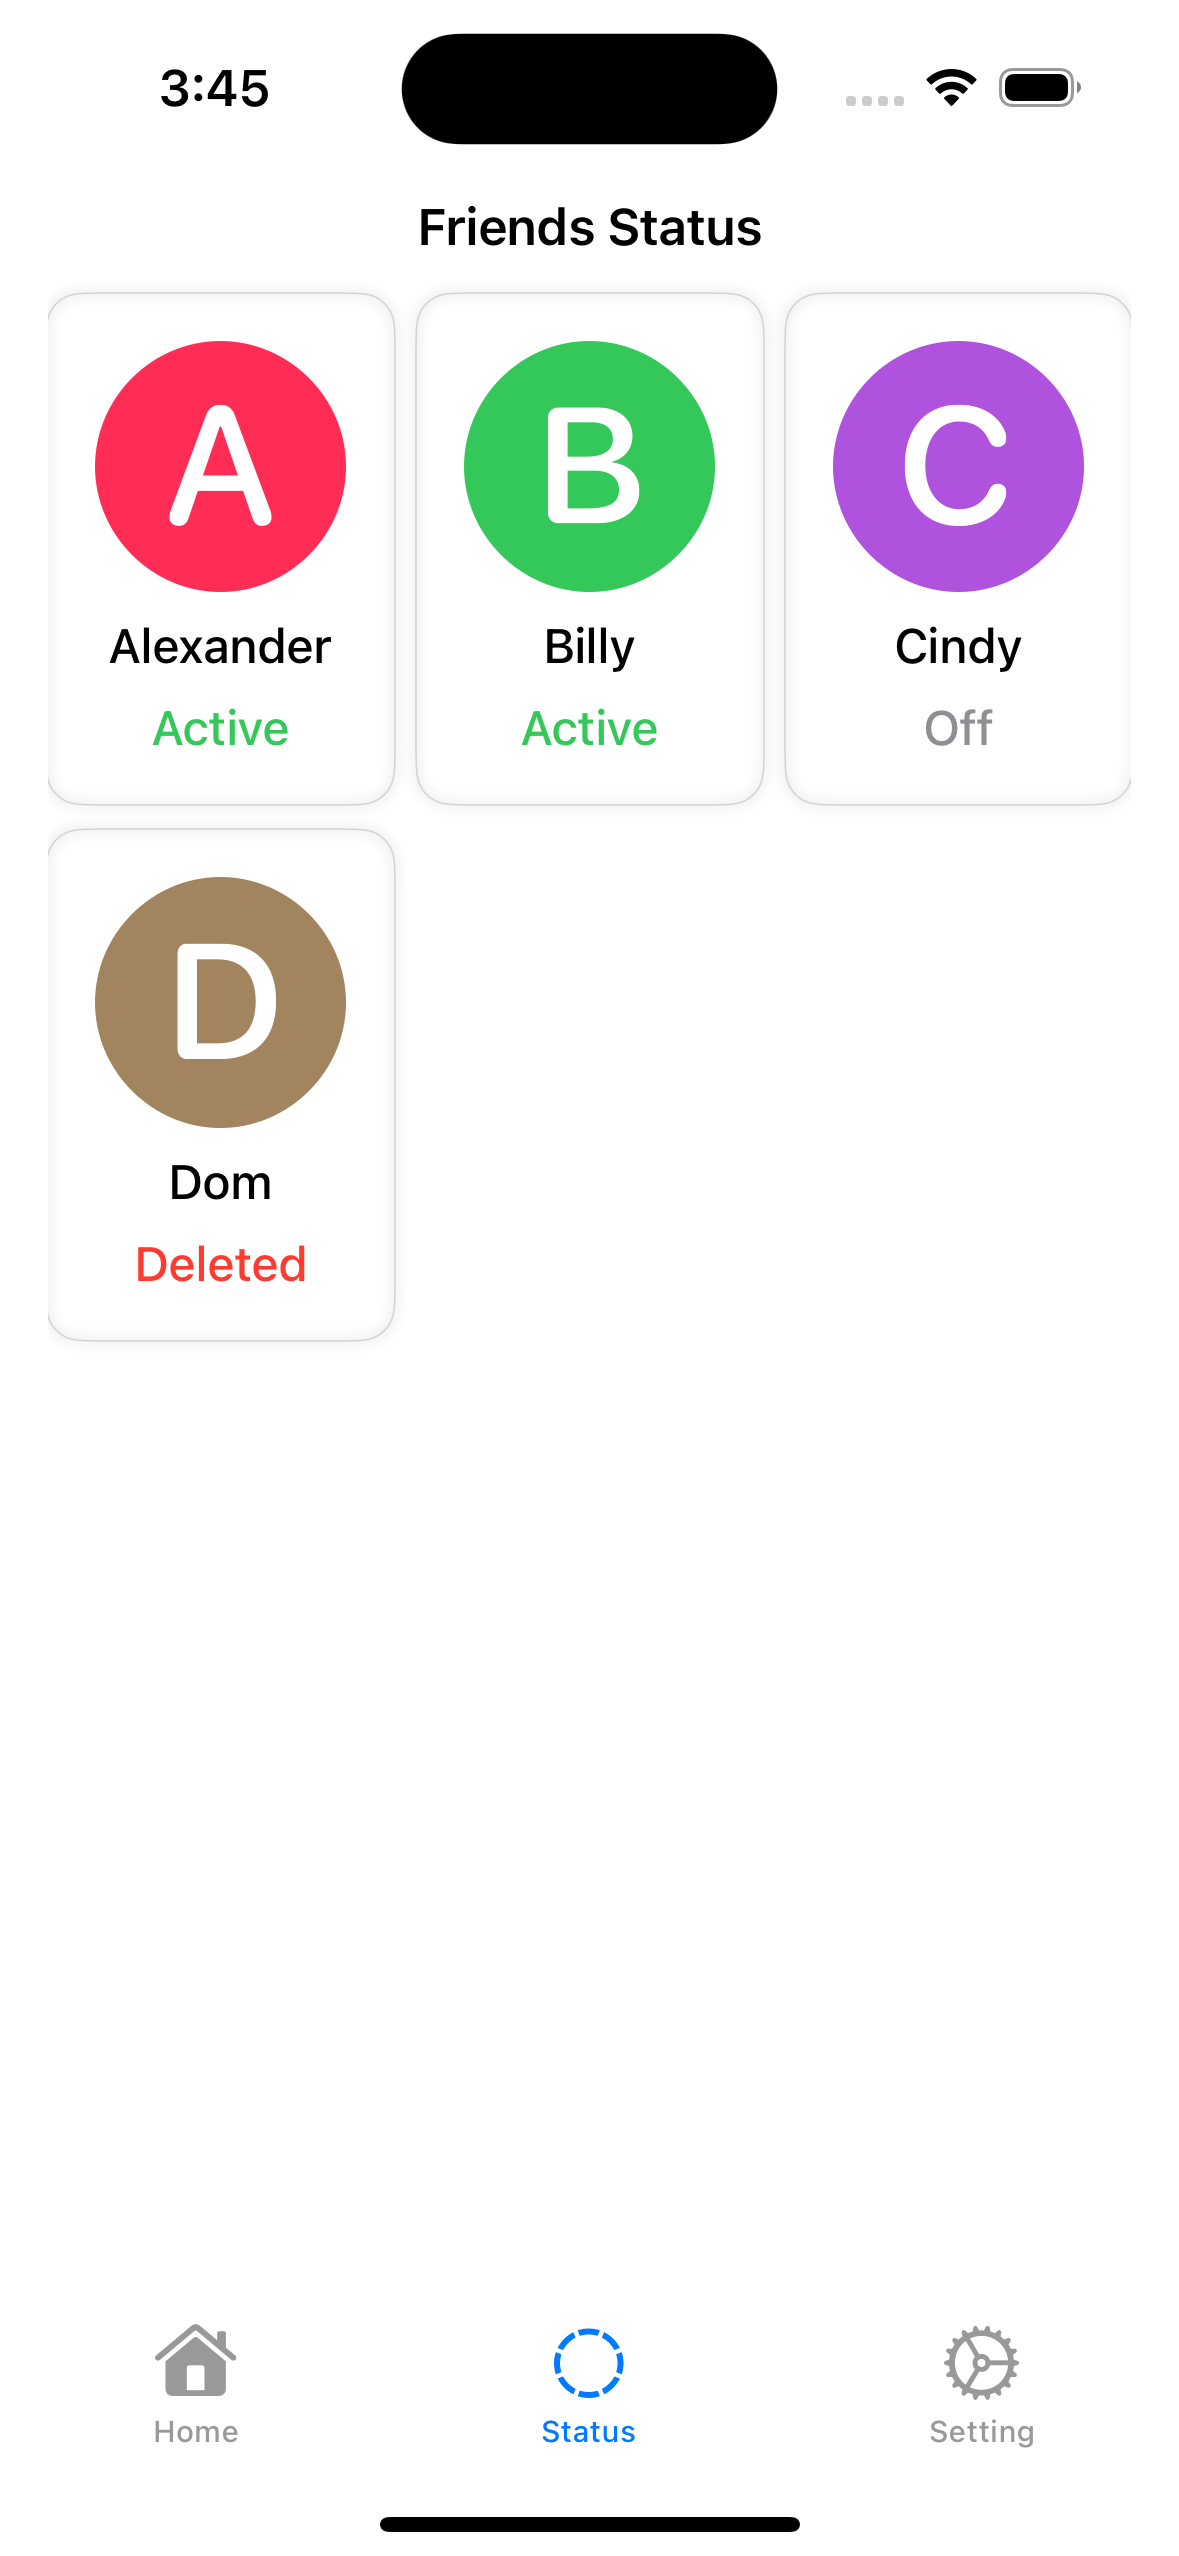 3:45
Friends Status
A
B
C
Alexander
Billy
Cindy
Active
Active
Off
D
Dom
Deleted
Home
Status
Setting